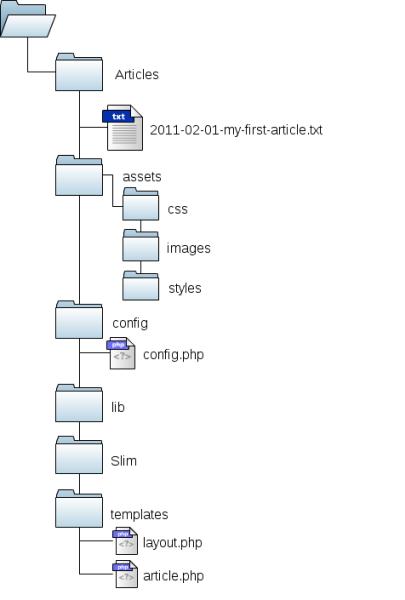 Articles
txt
2011-02-01-my-first-article.txt
assets
css
images
styles
config
php
<?>
config.php
lib
Slim
templates
php
<?>
layout.php
php
<?>
article.php